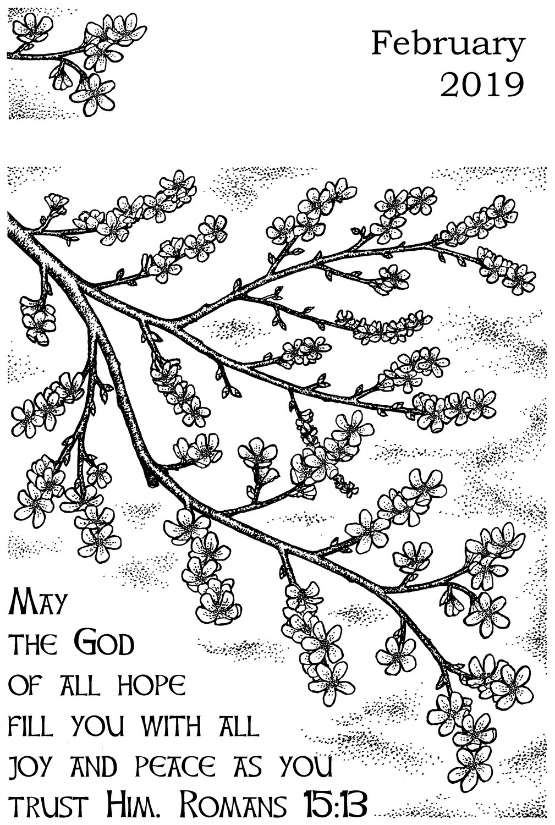 February
2019
May
the God
of all hope
fill you with all
joy and peace as you
trust Him. Romans 15:13